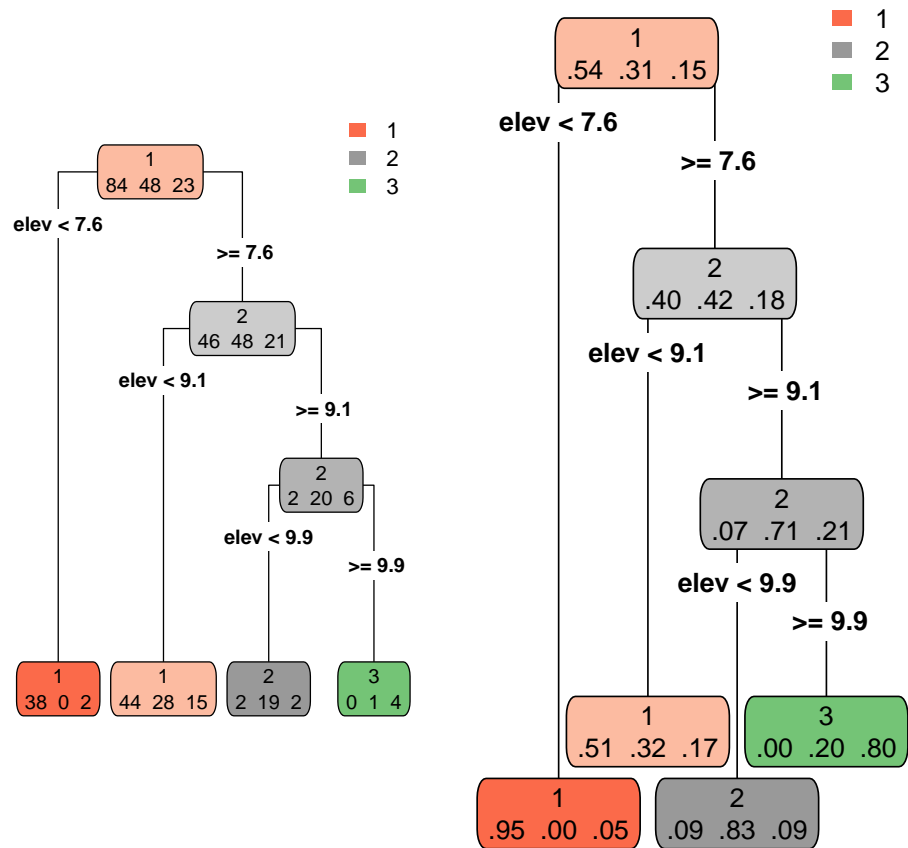 1
2
3
1
84 48 23
elev < 7.6
>= 7.6
2
46 48 21
elev < 9.1
>= 9.1
2
2 20 6
elev < 9.9
>= 9.9
1
38 0 2
1
44 28 15
2
2 19 2
3
0 1 4
1
2
3
1
.54 .31 .15
elev < 7.6
>= 7.6
2
.40 .42 .18
elev < 9.1
>= 9.1
2
.07 .71 .21
elev < 9.9
>= 9.9
1
.51 .32 .17
3
.00 .20 .80
1
.95 .00 .05
2
.09 .83 .09